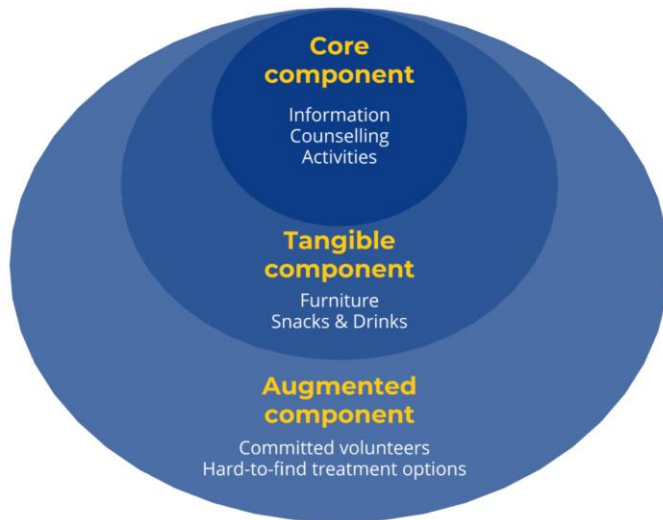 Core
component
Information
Counselling
Activities
Tangible
component
Furniture
Snacks & Drinks
Augmented
component
Committed volunteers
Hard-to-find treatment options